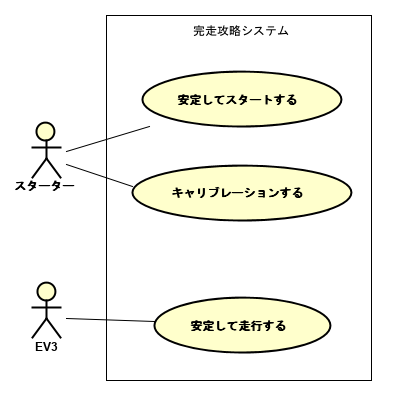 完走攻略システム
安定してスタートする
スターター
キャリブレーションする
安定して走行する
EV3